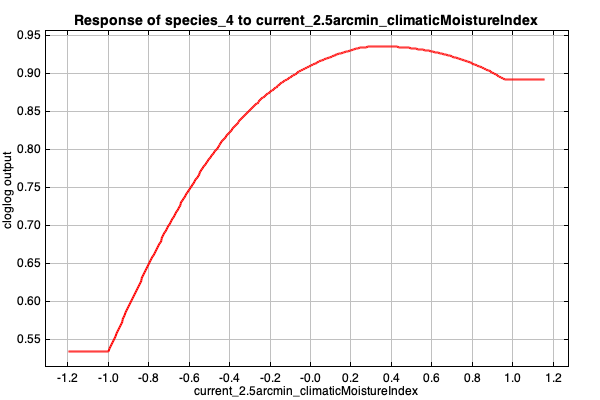 Response of species_4 to current_2.5arcmin_climaticMoistureIndex
0.95
0.90
0.85
0.80
0.75
0.70
0.65
0.60
0.55
cloglog output
-1.2 -1.0 -0.8 -0.6 -0.4 -0.2 -0.0 0.2 0.4 0.6 0.8 1.0 1.2
current_2.5arcmin_climaticMoistureIndex